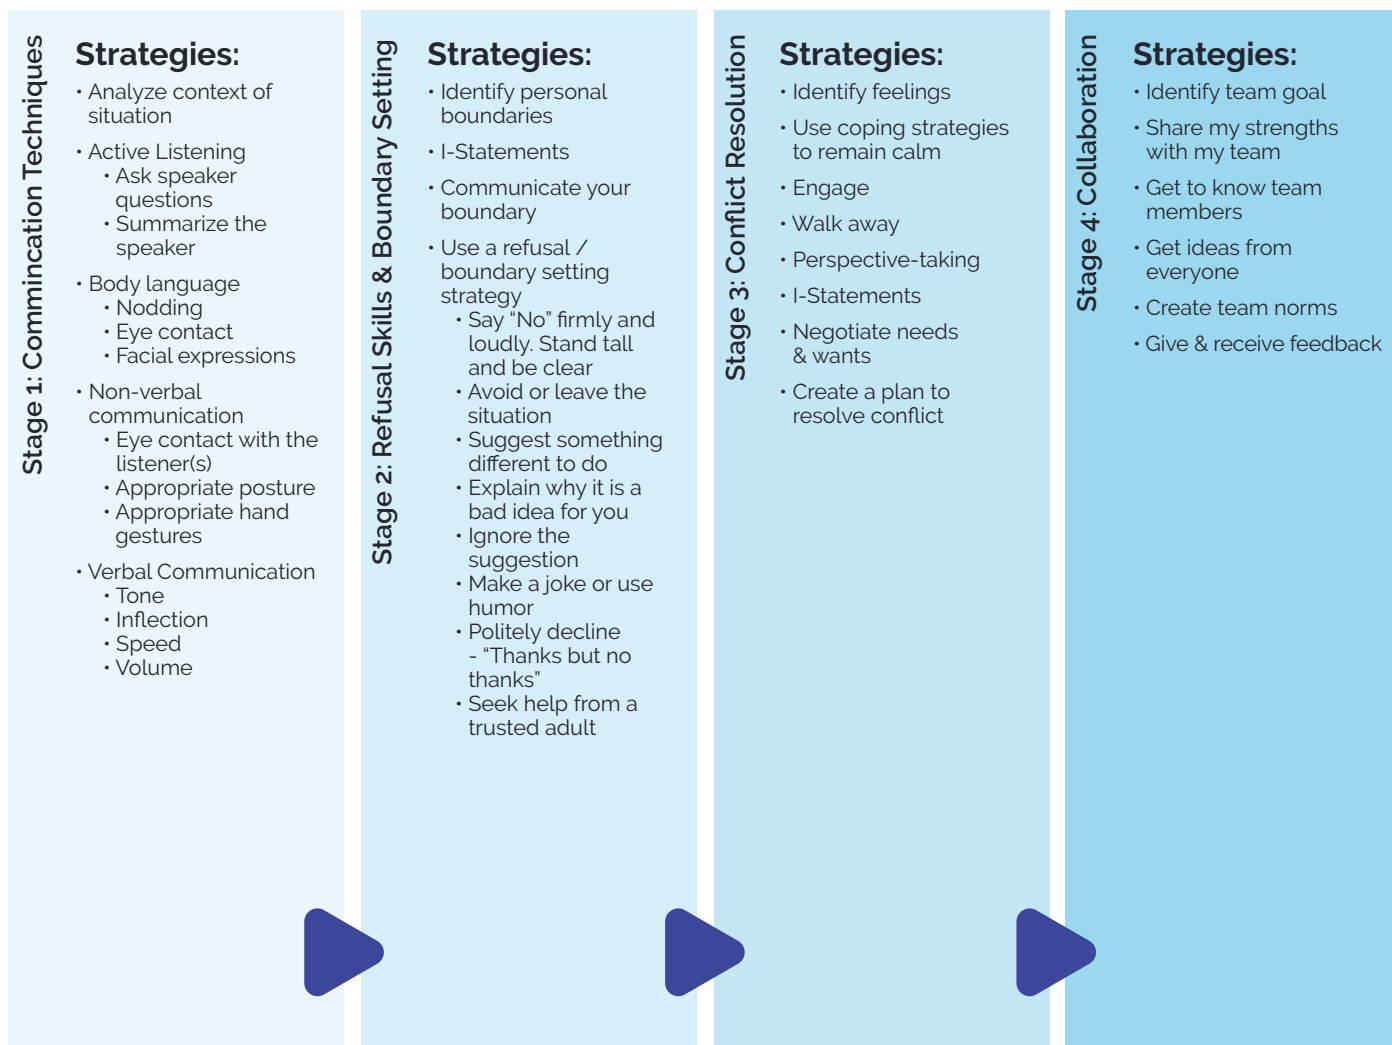 Stage 1: Commincation Techniques
Strategies:
• Analyze context of
situation
• Active Listening
• Ask speaker
questions
• Summarize the
speaker
• Body language
• Nodding
• Eye contact
• Facial expressions
• Non-verbal
communication
• Eye contact with the
listener(s)
• Appropriate posture
• Appropriate hand
gestures
• Verbal Communication
• Tone
• Inflection
• Speed
• Volume
Stage 2: Refusal Skills & Boundary Setting
Strategies:
• Identify personal
boundaries
• I-Statements
• Communicate your
boundary
• Use a refusal /
boundary setting
strategy
• Say “No” firmly and
loudly. Stand tall
and be clear
• Avoid or leave the
situation
• Suggest something
different to do
• Explain why it is a
bad idea for you
• Ignore the
suggestion
• Make a joke or use
humor
• Politely decline
- “Thanks but no
thanks”
• Seek help from a
trusted adult
Stage 3: Conflict Resolution
Strategies:
• Identify feelings
• Use coping strategies
to remain calm
• Engage
• Walk away
• Perspective-taking
• I-Statements
• Negotiate needs
& wants
• Create a plan to
resolve conflict
Stage 4: Collaboration
Strategies:
• Identify team goal
• Share my strengths
with my team
• Get to know team
members
• Get ideas from
everyone
• Create team norms
• Give & receive feedback